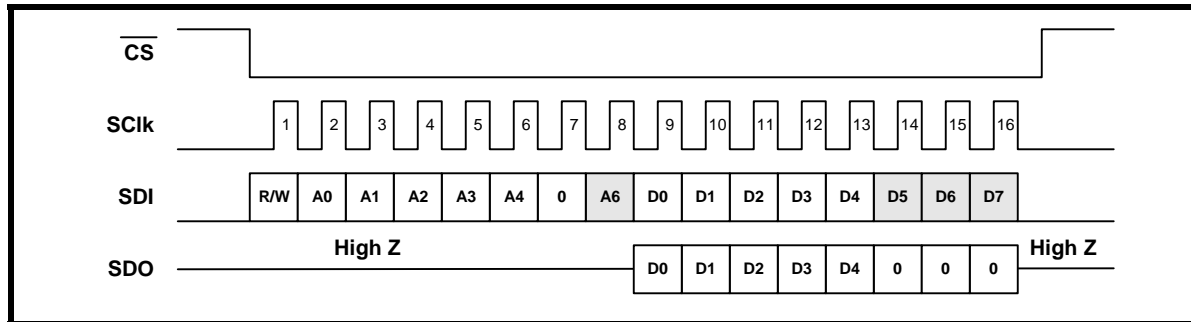 CS
SClk 1 2 3 4 5 6 7 8 9 10 11 12 13 14 15 16
SDI R/W A0 A1 A2 A3 A4 0 A6 D0 D1 D2 D3 D4 D5 D6 D7
High Z High Z
SDO D0 D1 D2 D3 D4 0 0 0